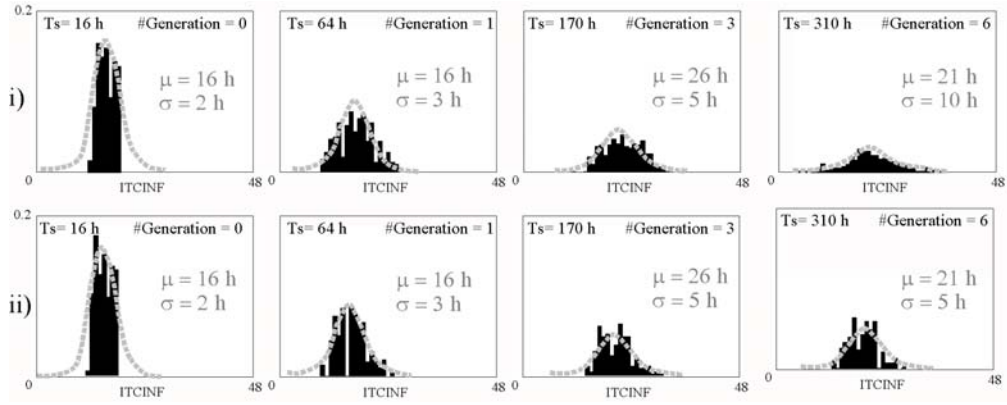 0.2
Ts= 16 h #Generation = 0
μ = 16 h
σ = 2 h
i)
0
ITCINF
48
Ts = 64 h #Generation = 1
μ = 16 h
σ = 3 h
0
ITCINF
48
Ts = 170 h #Generation = 3
μ = 26 h
σ = 5 h
0
ITCINF
48
Ts = 310 h #Generation = 6
μ = 21 h
σ = 10 h
0
ITCINF
48
0.2
Ts= 16 h #Generation = 0
μ = 16 h
σ = 2 h
ii)
0
ITCINF
48
Ts= 64 h #Generation = 1
μ = 16 h
σ = 3 h
0
ITCINF
48
Ts=170 h #Generation = 3
μ = 26 h
σ = 5 h
0
ITCINF
48
Ts= 310 h #Generation = 6
μ = 21 h
σ = 5 h
0
ITCINF
48